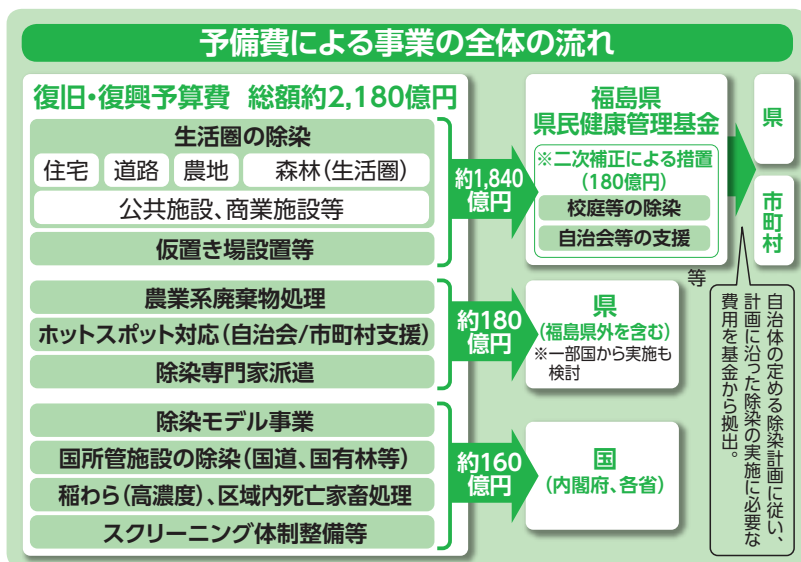 予備費による事業の全体の流れ
復旧・復興予算費 総額約2,180億円
生活圏の除染
住宅
道路
農地
森林（生活圏）
公共施設、商業施設等
仮置き場設置等
約1,840
億円
福島県
県民健康管理基金
※二次補正による措置
（180億円）
校庭等の除染
自治会等の支援
等
県
市町村
自治体の定める除染計画に従い、
計画に沿った除染の実施に必要な
費用を基金から拠出。
農業系廃棄物処理
ホットスポット対応（自治会/市町村支援）
除染専門家派遣
約180
億円
県
（福島県外を含む）
※一部国から実施も
検討
除染モデル事業
国所管施設の除染（国道、国有林等）
稲わら（高濃度）、区域内死亡家畜処理
スクリーニング体制整備等
約160
億円
国
（内閣府、各省）